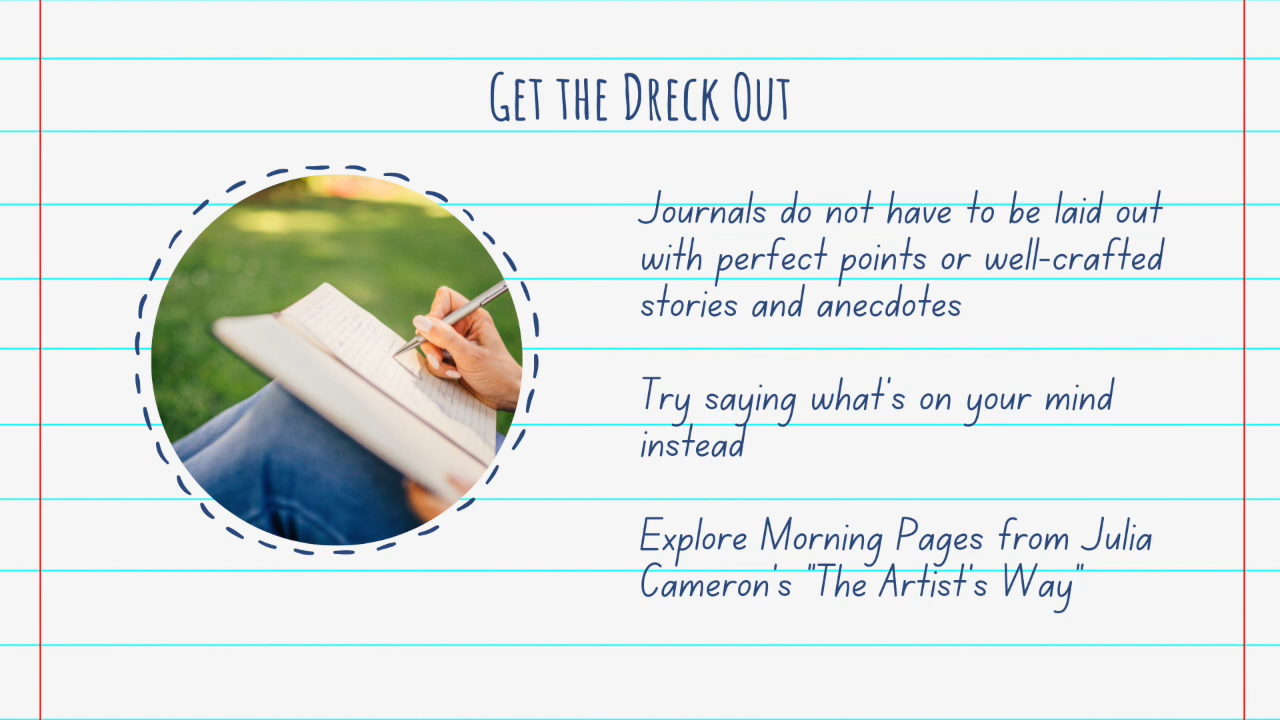 Get the Dreck Out
Journals do not have to be laid out
with perfect points or well-crafted
stories and anecdotes
Try saying what's on your mind
instead
Explore Morning Pages from Julia
Cameron's "The Artist's Way"